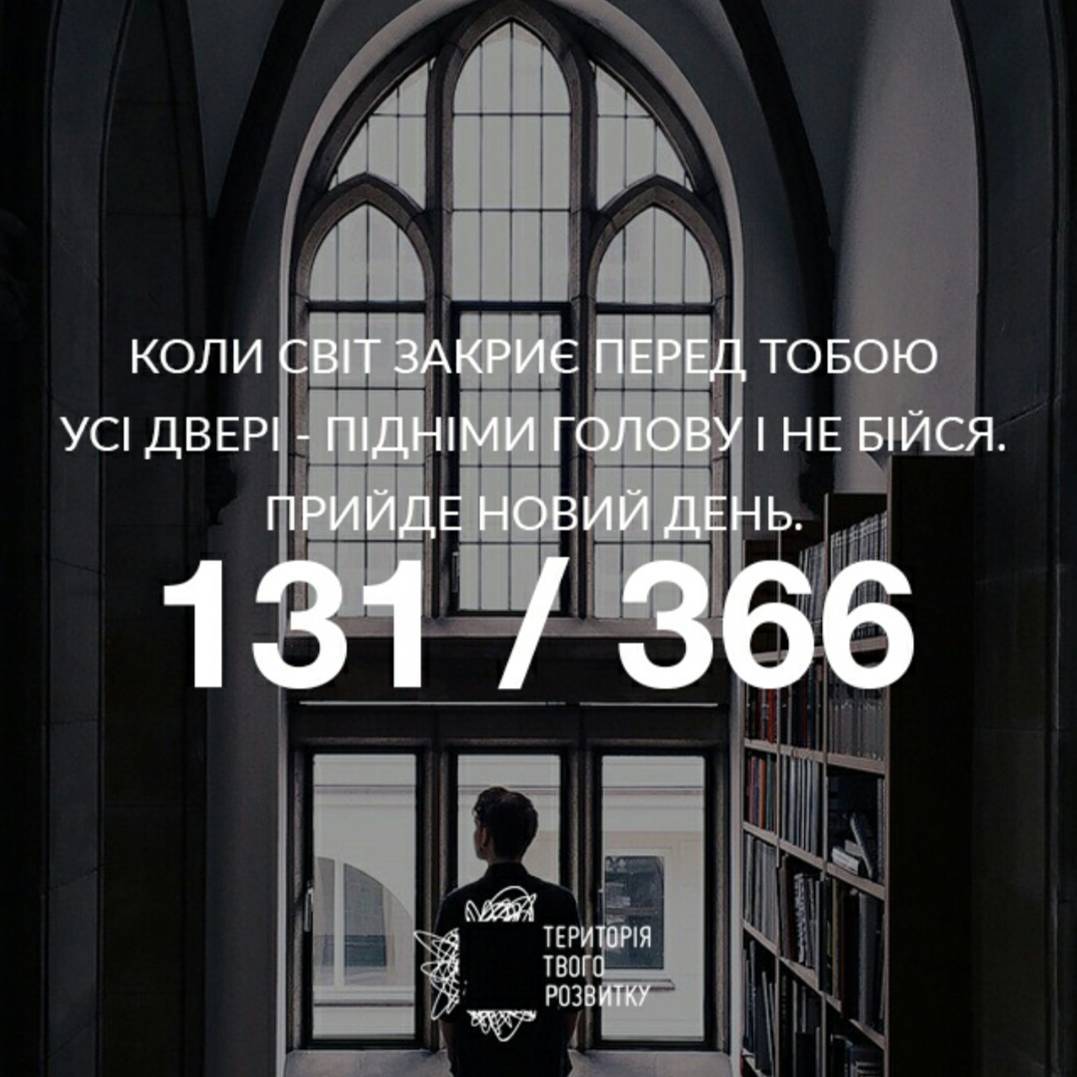 КОЛИ СВІТ ЗАКРИЄ ПЕРЕД ТОБОЮ
УСІ ДВЕРІ - ПІДНІМИ ГОЛОВУ І НЕ БІЙСЯ.
ПРИЙДЕ НОВИЙ ДЕНЬ.
131 / 366
ТЕРИТОРІЯ
ТВОГО
РОЗВИТКУ